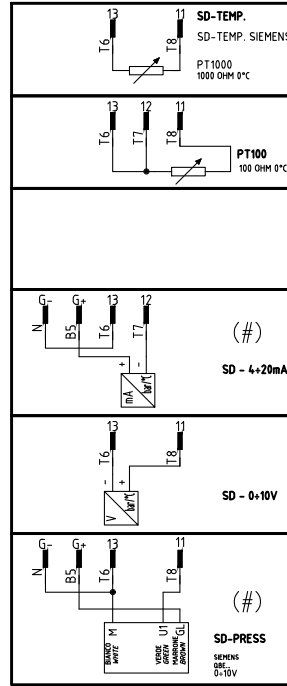 13 11 SD-TEMP.
T6 T8 SD-TEMP. SIEMENS
PT1000
1000 OHM 0°C
13 12 11
T6 T7 T8
PT100
100 OHM 0°C
G- G+ 13 12
N B5 T6 T7
(#)
+ -
mA bar/°C
SD - 4÷20mA
13 11
T6 T8
- +
V bar/°C
SD - 0÷10V
G- G+ 13 11
N B5 T6 T8
(#)
M U1 GL
BIANCO
WHITE
VERDE
GREEN
MARRONE
BROWN
SD-PRESS
SIEMENS
QBE..
0÷10V